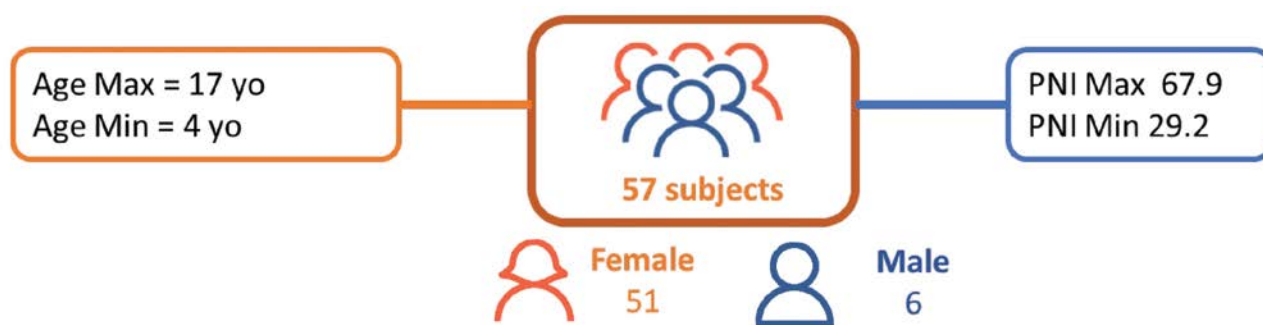 Age Max = 17 yo
Age Min = 4 yo
57 subjects
PNI Max 67.9
PNI Min 29.2
Female
51
Male
6